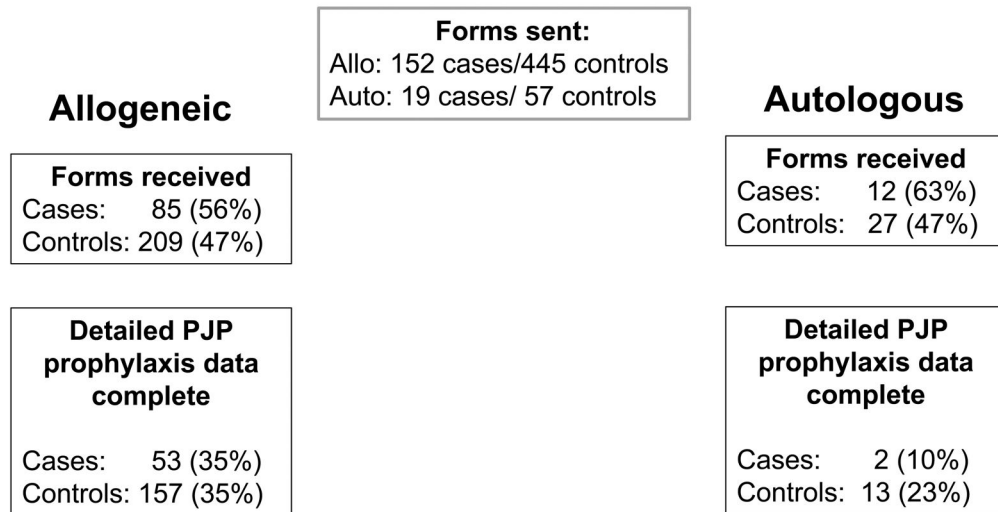 Forms sent:
Allo: 152 cases/445 controls
Auto: 19 cases/ 57 controls
Allogeneic
Autologous
Forms received
Cases: 85 (56%)
Controls: 209 (47%)
Forms received
Cases: 12 (63%)
Controls: 27 (47%)
Detailed PJP
prophylaxis data
complete
Cases: 53 (35%)
Controls: 157 (35%)
Detailed PJP
prophylaxis data
complete
Cases: 2 (10%)
Controls: 13 (23%)